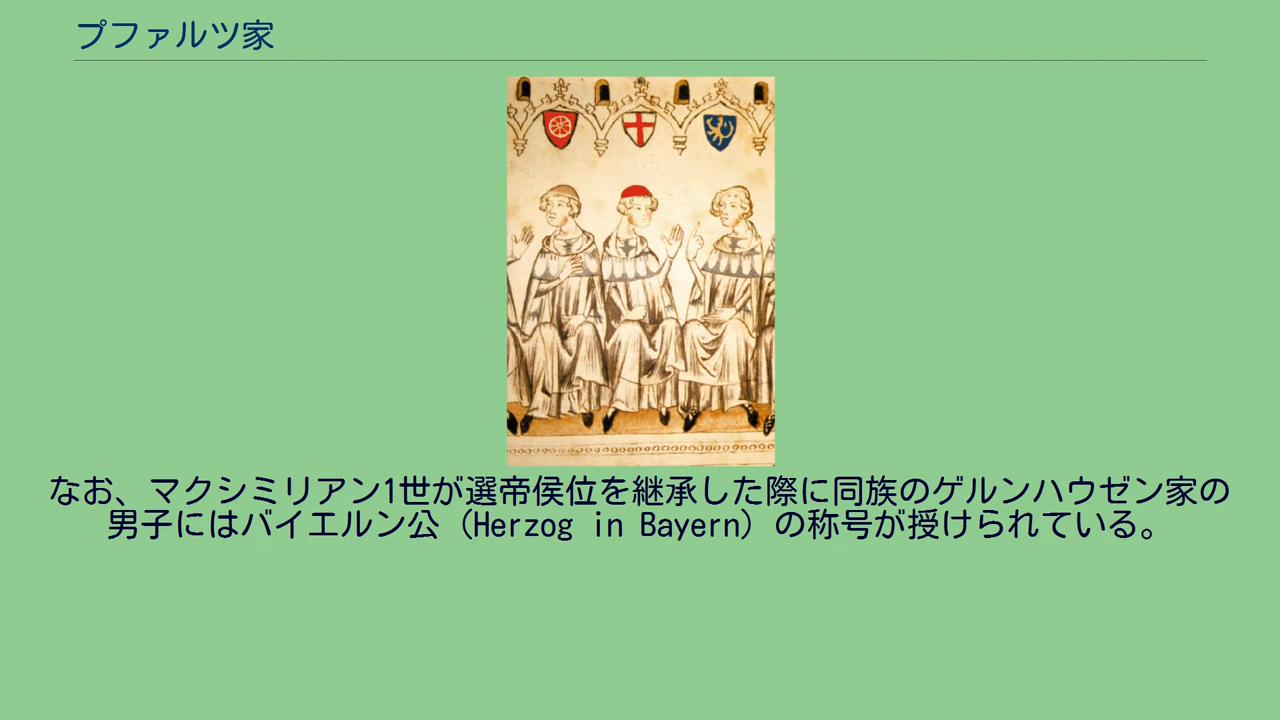 プファルツ家
なお、マクシミリアン1世が選帝侯位を継承した際に同族のゲルンハウゼン家の
男子にはバイエルン公（Herzog in Bayern）の称号が授けられている。